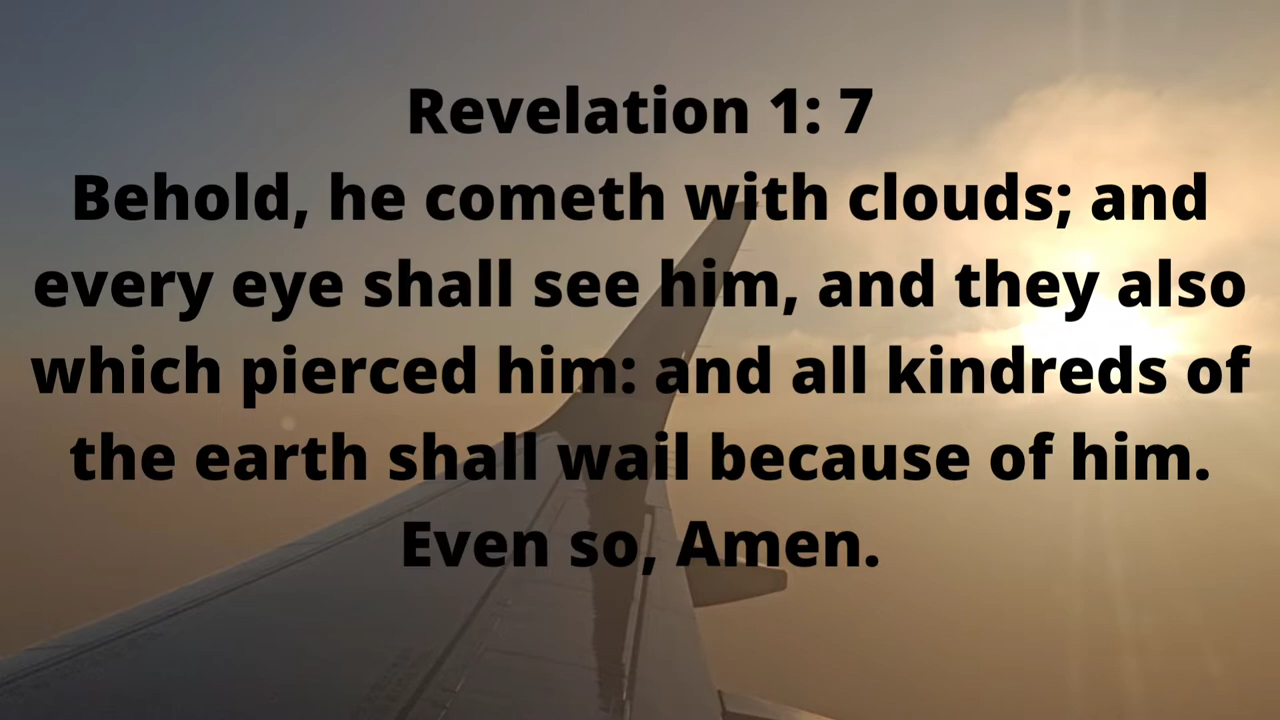 Revelation 1: 7
Behold, he cometh with clouds; and
every eye shall see him, and they also
which pierced him: and all kindreds of
the earth shall wail because of him.
Even so, Amen.